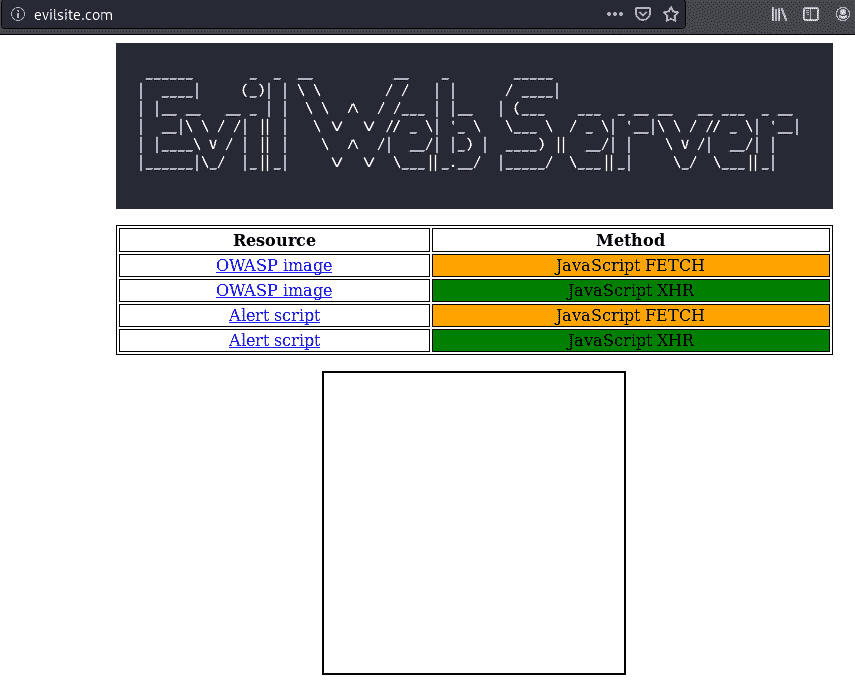 evilsite.com
Evil Web Server
Resource Method
OWASP image JavaScript FETCH
OWASP image JavaScript XHR
Alert script JavaScript FETCH
Alert script JavaScript XHR